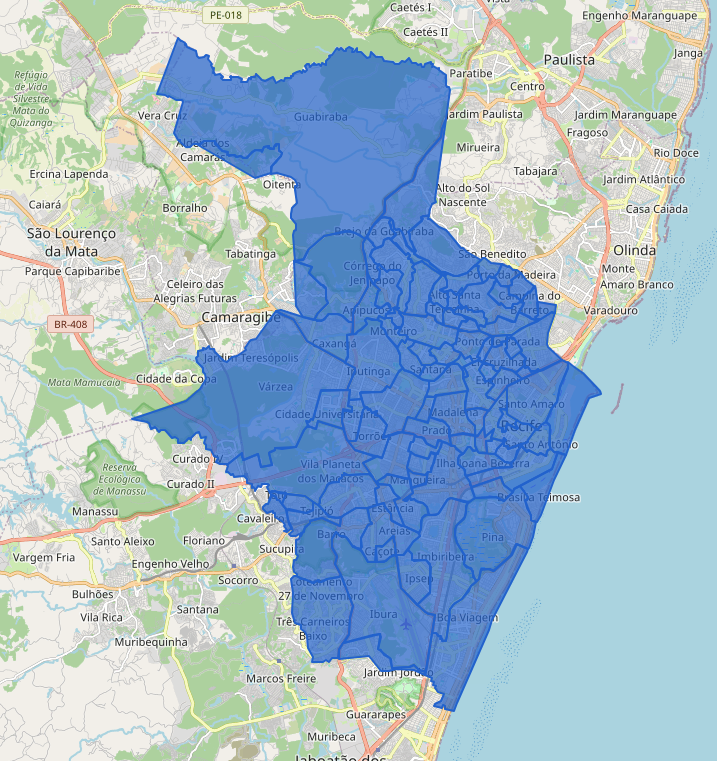 Caetés I
Vista
PE-018
Engenho Maranguape
Caetés II
Janga
Paulista
Refúgio
de Vida
Silvestre
Mata do
Quizanga
Paratibe
Centro
Vera Cruz
Guabiraba
Jardim Paulista
Jardim Maranguape
Fragoso
Aldeia dos
Camaras
Mirueira
Rio Doce
Ercina Lapenda
Tabajara
Oitenta
Jardim Atlântico
Alto do Sol
Nascente
Caiará
Borralho
Casa Caiada
São Lourenço
da Mata
Brejo da Guabiraba
Tabatinga
São Benedito
Olinda
Parque Capibaribe
Córrego do
Jenipapo
Porto da Madeira
Monte
Celeiro das
Alegrias Futuras
Amaro Branco
Alto Santa
Terezinha
Campina do
Barreto
Apipucos
Varadouro
Camaragibe
BR-408
Monteiro
Caxangá
Ponto de Parada
Jardim Teresópolis
Encruzilhada
Iputinga
Santana
Mata Mamucaia
Cidade da Copa
Várzea
Espinheiro
Santo Amaro
Cidade Universitária
Madalena
Recife
Torrões
Prado
Santo Antônio
Curado
Vila Planeta
dos Macacos
Ilha
Joana Bezerra
Reserva
Ecológica
de Manassu
Curado II
Mangueira
Brasília Teimosa
Manassu
Tejipió
Estância
Cavaleiro
Santo Aleixo
Floriano
Barro
Areias
Pina
Sucupira
Caçote
Vargem Fria
Engenho Velho
Imbiribeira
Socorro
Ipsep
Loteamento
27 de Novembro
Bulhões
Santana
Vila Rica
Três Carneiros
Baixo
Ibura
Boa Viagem
Muribequinha
Marcos Freire
Jardim Jordão
Guararapes
Muribeca
Jaboatão dos